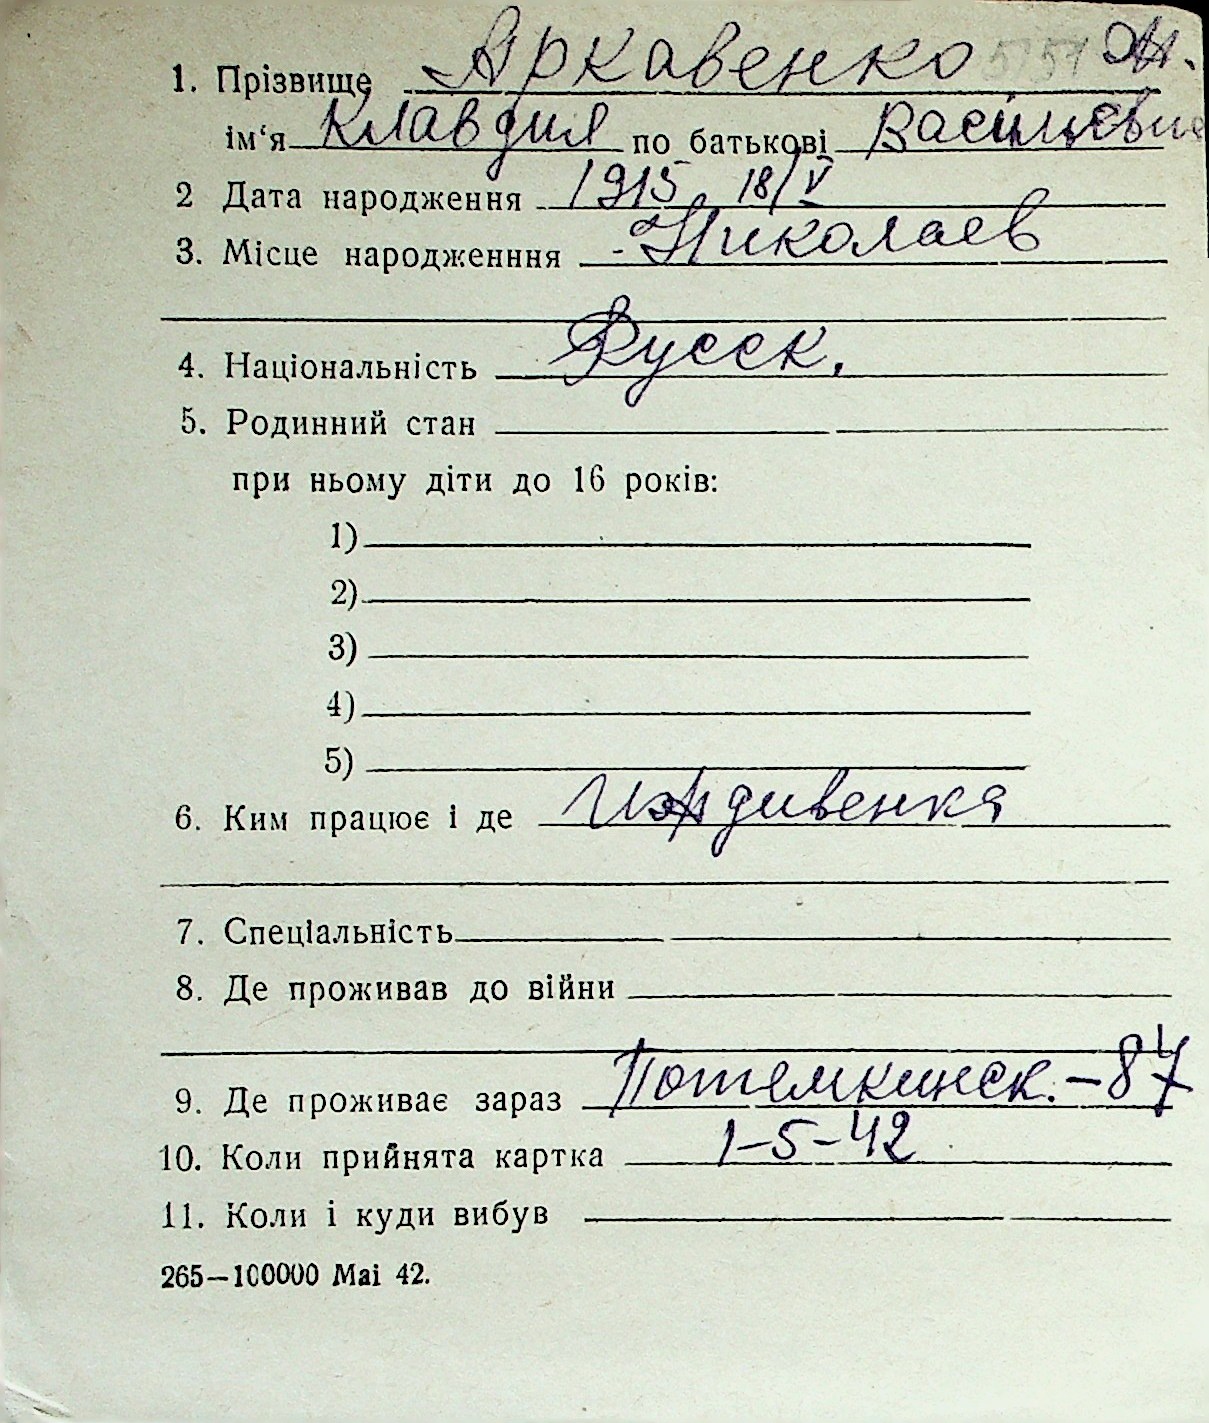 1. Прізвище Яркавенко Ж.
ім‘я Клавдия по батькові
2 Дата народження 1915 18/V
3. Місце народженння - Николаев
4. Національність Русск.
5. Родинний стан
при ньому діти до 16 років:
1)
2)
3)
4)
5)
6. Ким працює і де Иждивенка
7. Спеціальність
8. Де проживав до війни
9. Де проживає зараз Потемкинск. - 87
10. Коли прийнята картка 1-5-42
11. Коли і куди вибув
265—100000 Mai 42.